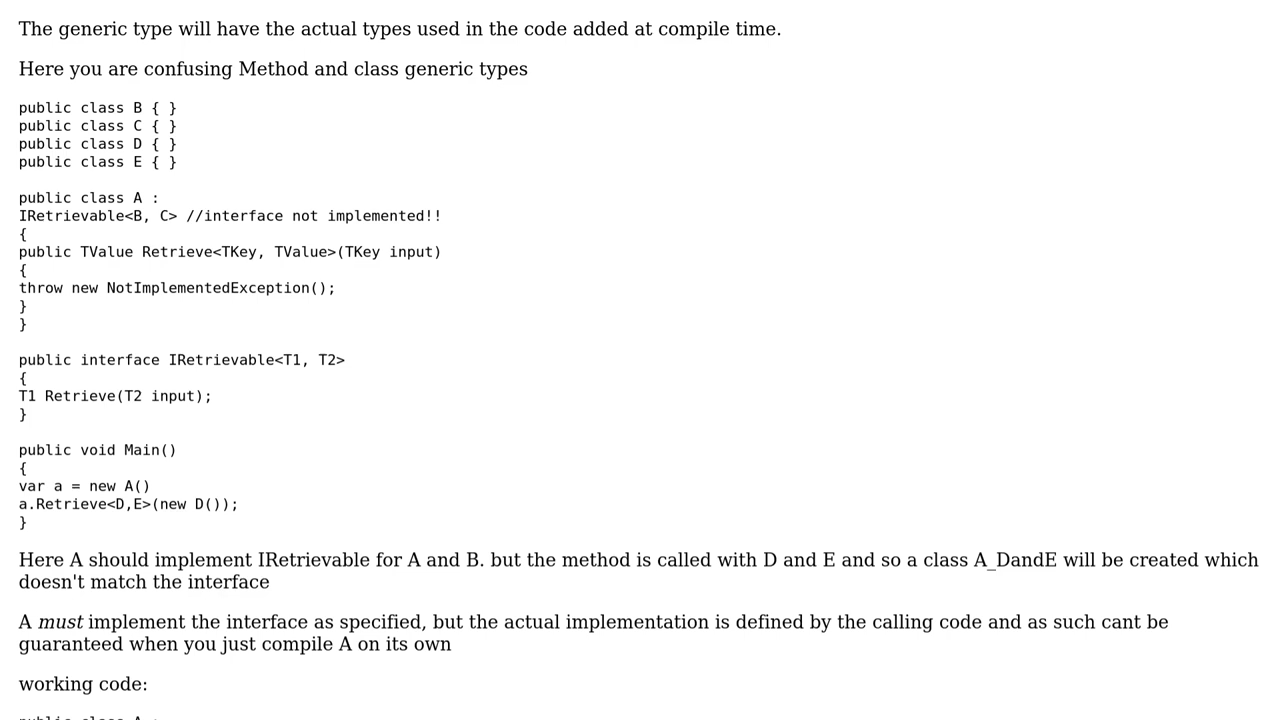 The generic type will have the actual types used in the code added at compile time.
Here you are confusing Method and class generic types
public class B { }
public class C { }
public class D { }
public class E { }
public class A :
IRetrievable<B, C> //interface not implemented!!
{
public TValue Retrieve<TKey, TValue>(TKey input)
{
throw new NotImplementedException();
}
}
public interface IRetrievable<T1, T2>
{
T1 Retrieve(T2 input);
}
public void Main()
{
var a = new A()
a.Retrieve<D,E>(new D());
}
Here A should implement IRetrievable for A and B. but the method is called with D and E and so a class A_DandE will be created which
doesn't match the interface
A must implement the interface as specified, but the actual implementation is defined by the calling code and as such cant be
guaranteed when you just compile A on its own
working code: